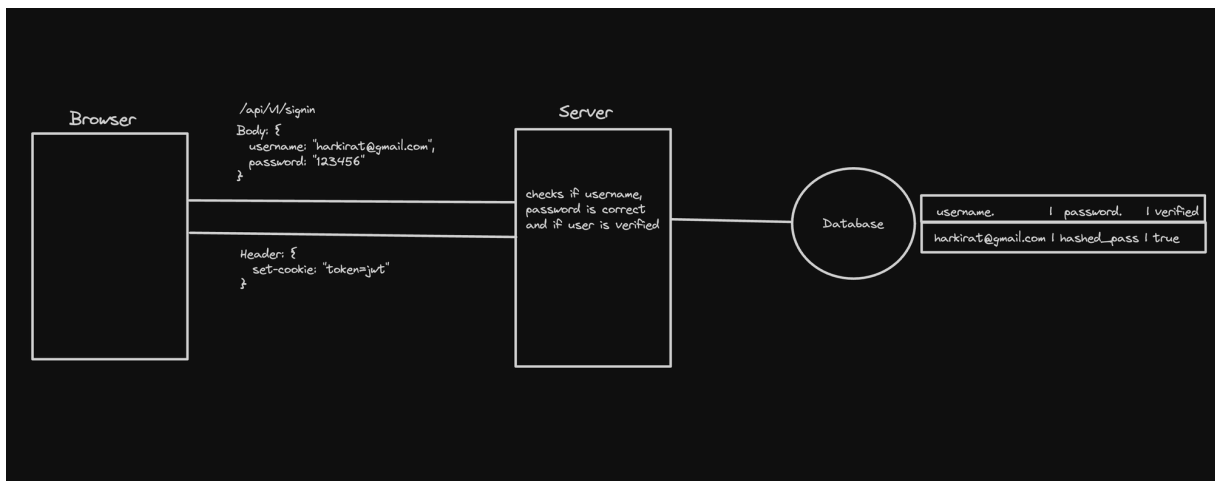 Browser
/api/v1/signin
Body: {
username: "harkirat@gmail.com",
password: "123456"
}
Header: {
set-cookie: "token=jwt"
}
Server
checks if username,
password is correct
and if user is verified
Database
username. | password. | verified
harkirat@gmail.com | hashed_pass | true